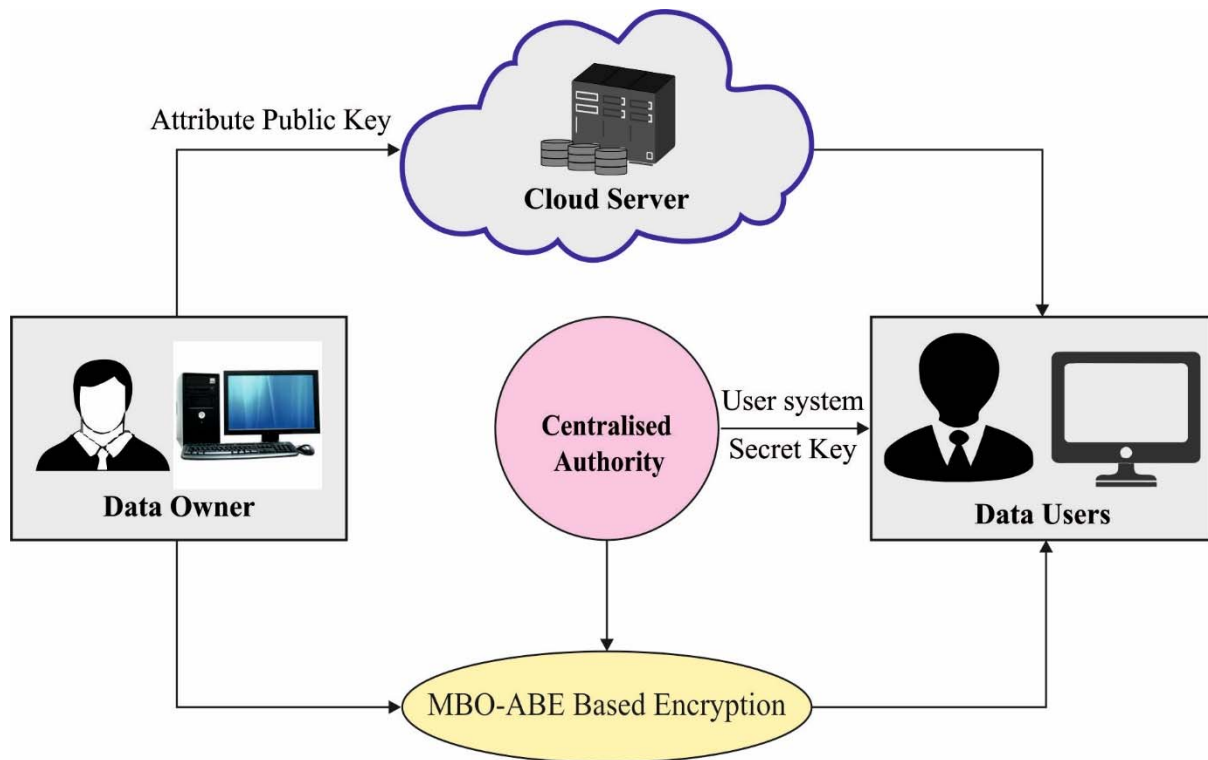 Attribute Public Key
Cloud Server
Data Owner
Centralised
Authority
User system
Secret Key
Data Users
MBO-ABE Based Encryption